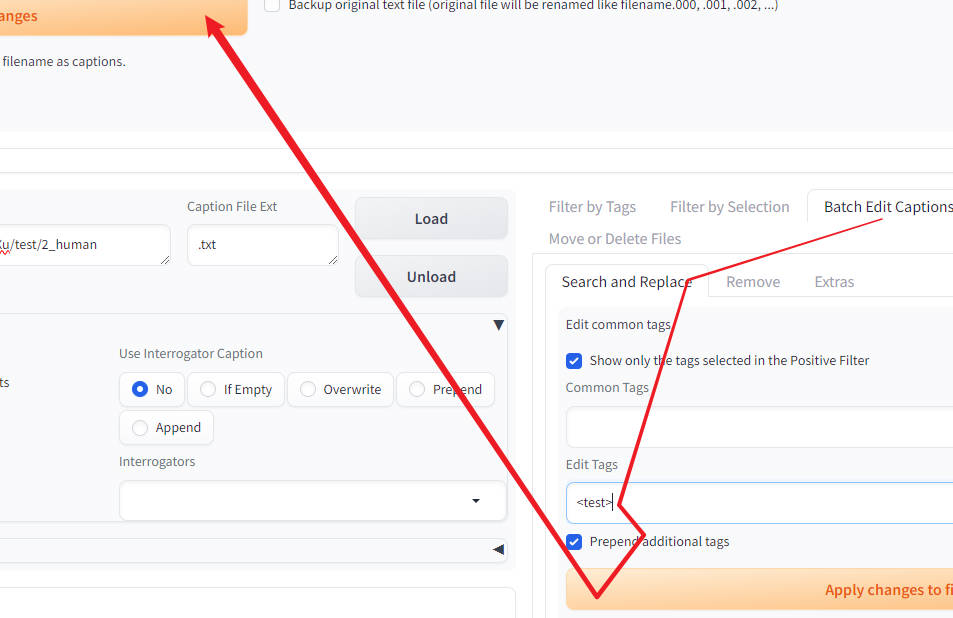 anges
Backup original text file (original file will be renamed like filename.000, .001, .002, ...)
filename as captions.
Caption File Ext
Xu/test/2_human
.txt
Load
Unload
Use Interrogator Caption
ts
No
If Empty
Overwrite
Prepend
Append
Interrogators
Filter by Tags
Filter by Selection
Batch Edit Captions
Move or Delete Files
Search and Replace
Remove
Extras
Edit common tags
Show only the tags selected in the Positive Filter
Common Tags
Edit Tags
<test>
Prepend additional tags
Apply changes to fi